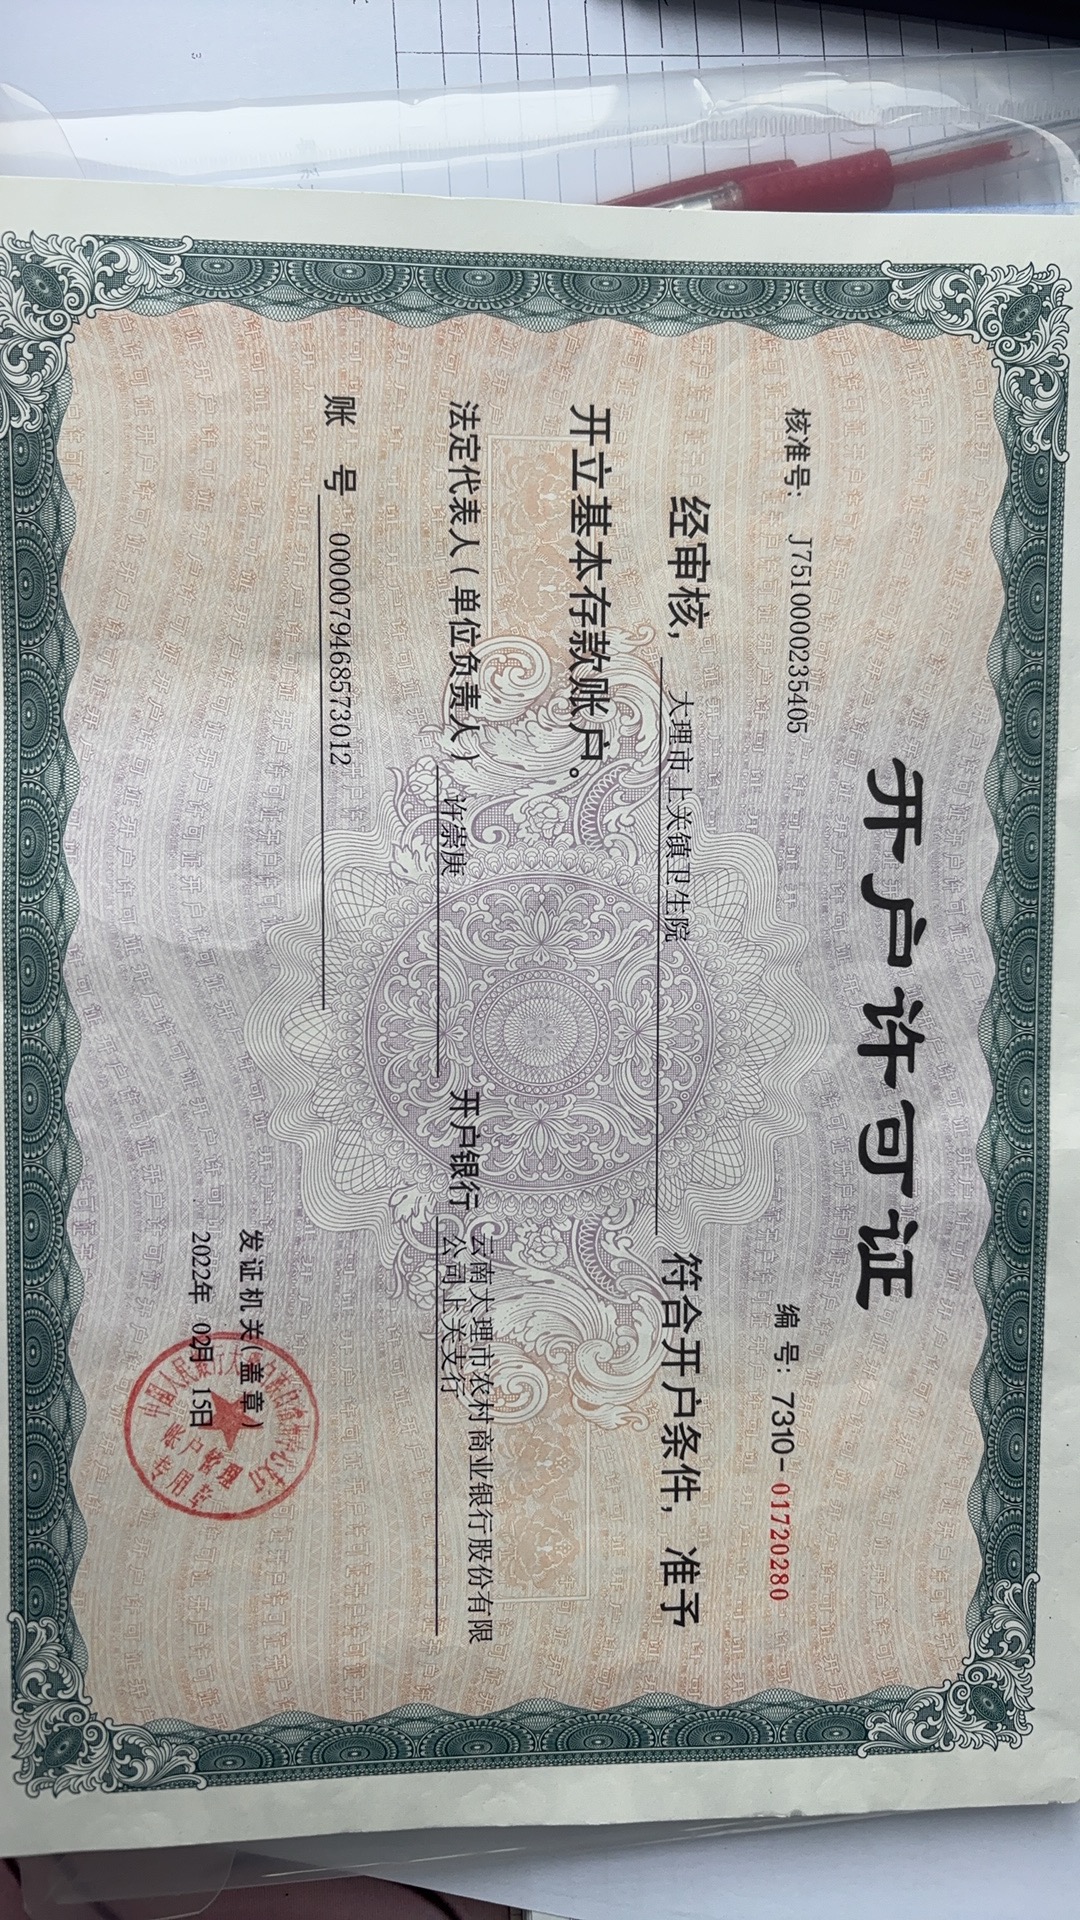 开户许可证
核准号: J7510000235405
编号: 7310-01720280
经审核, 大理市上关镇卫生院 符合开户条件, 准予
开立基本存款账户。
法定代表人(单位负责人) 许崇庚 开户银行 云南大理市农村商业银行股份有限
公司上关支行
账 号 0000079468573012
发证机关(盖章)
2022年 02月 15日
账户管理
专用章